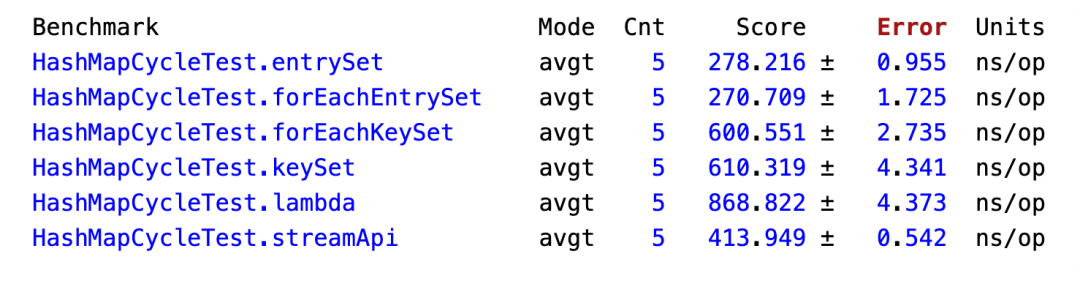 Benchmark Mode Cnt Score Error Units
HashMapCycleTest.entrySet avgt 5 278.216 ± 0.955 ns/op
HashMapCycleTest.forEachEntrySet avgt 5 270.709 ± 1.725 ns/op
HashMapCycleTest.forEachKeySet avgt 5 600.551 ± 2.735 ns/op
HashMapCycleTest.keySet avgt 5 610.319 ± 4.341 ns/op
HashMapCycleTest.lambda avgt 5 868.822 ± 4.373 ns/op
HashMapCycleTest.streamApi avgt 5 413.949 ± 0.542 ns/op